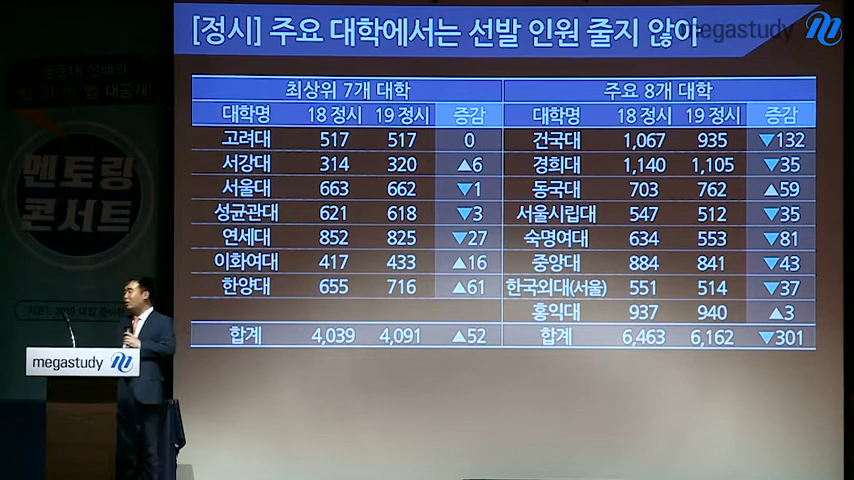 [정시] 주요 대학에서는 선발 인원 줄지 않아
megastudy
최상위 7개 대학 주요 8개 대학
대학명 18 정시 19 정시 증감 대학명 18 정시 19 정시 증감
고려대 517 517 0 건국대 1,067 935 ▼132
서강대 314 320 ▲6 경희대 1,140 1,105 ▼35
서울대 663 662 ▼1 동국대 703 762 ▲59
성균관대 621 618 ▼3 서울시립대 547 512 ▼35
연세대 852 825 ▼27 숙명여대 634 553 ▼81
이화여대 417 433 ▲16 중앙대 884 841 ▼43
한양대 655 716 ▲61 한국외대(서울) 551 514 ▼37
홍익대 937 940 ▲3
합계 4,039 4,091 ▲52 합계 6,463 6,162 ▼301
대공개!
멘토링
콘서트
megastudy